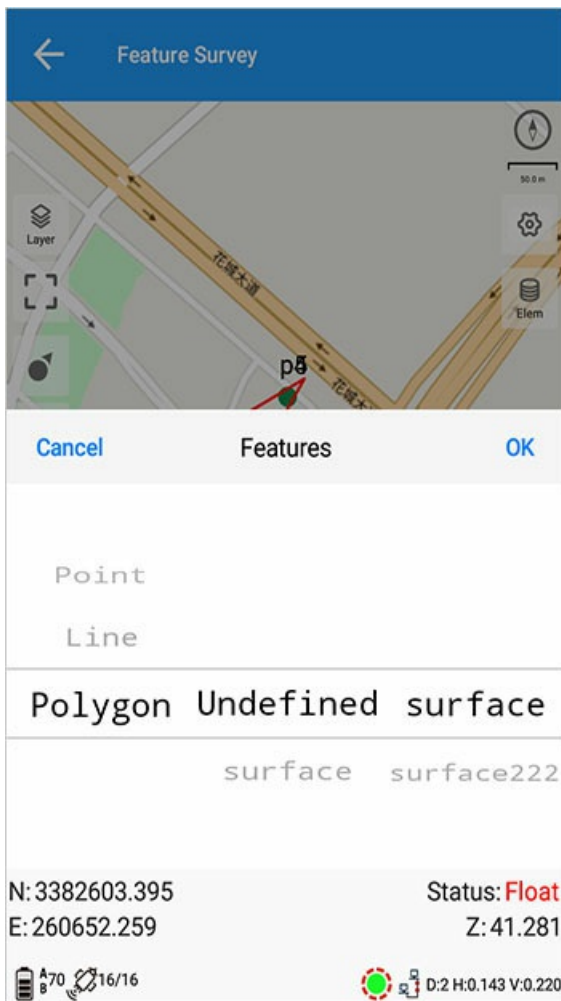 Feature Survey
50.0 m
Layer
花城大道
Elem
花城大
Cancel Features OK
Point
Line
Polygon Undefined surface
surface surface222
N: 3382603.395 Status: Float
E: 260652.259 Z: 41.281
A B 70 16/16 D:2 H:0.143 V:0.220